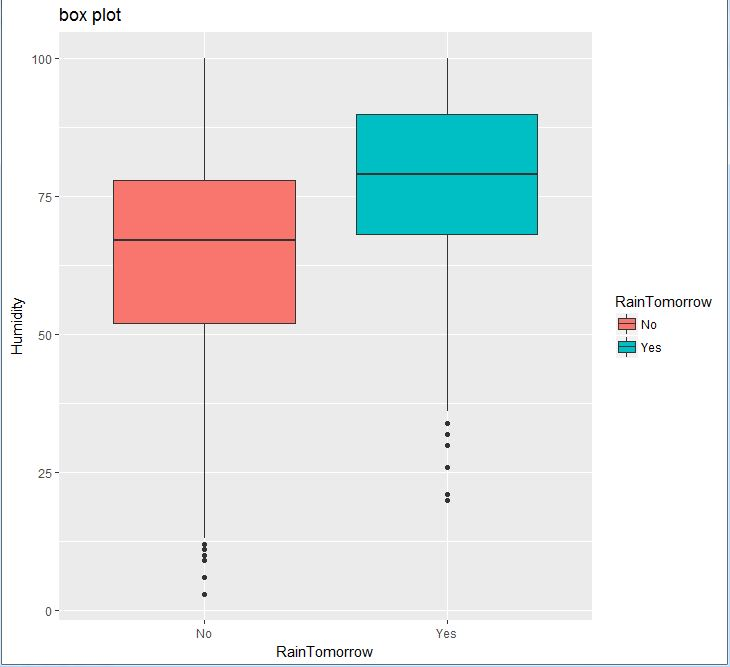 box plot
100
75
50
25
0
Humidity
No
Yes
RainTomorrow
RainTomorrow
No
Yes